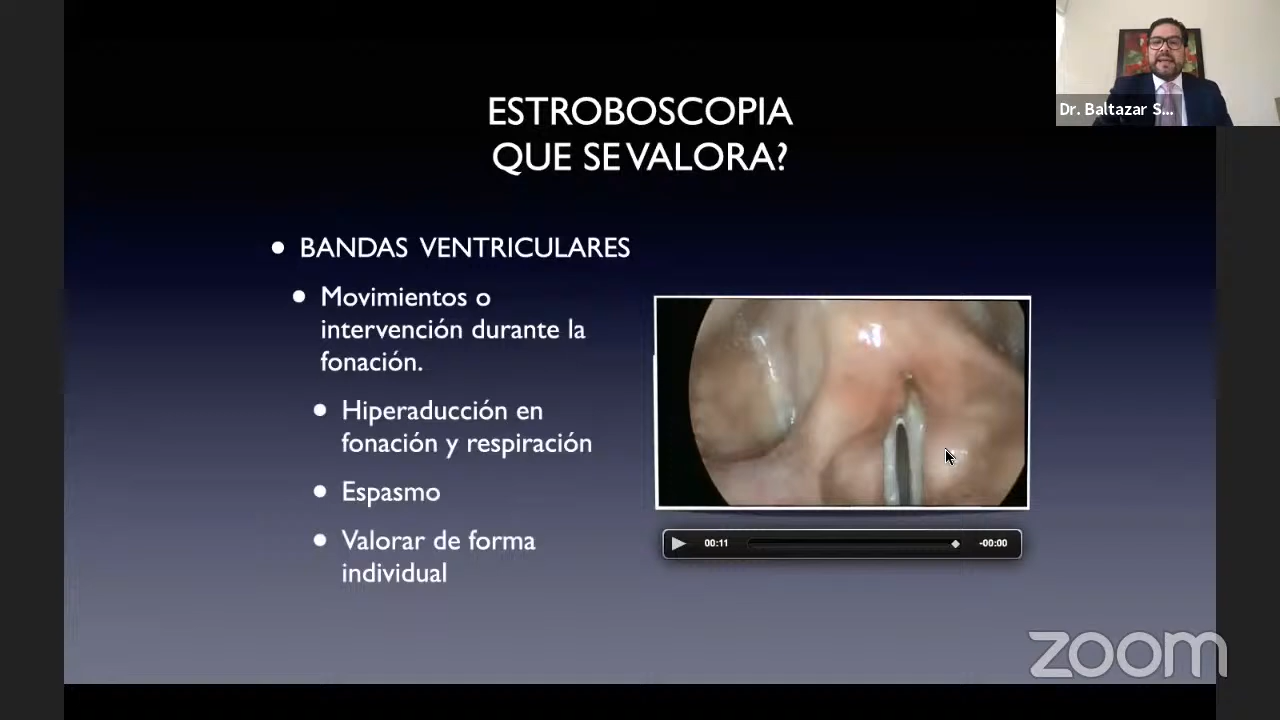 Dr. Baltazar S...
ESTROBOSCOPIA
QUE SE VALORA?
BANDAS VENTRICULARES
Movimientos o
intervención durante la
fonación.
Hiperaducción en
fonación y respiración
Espasmo
Valorar de forma
individual
00:11
-00:00
zoom